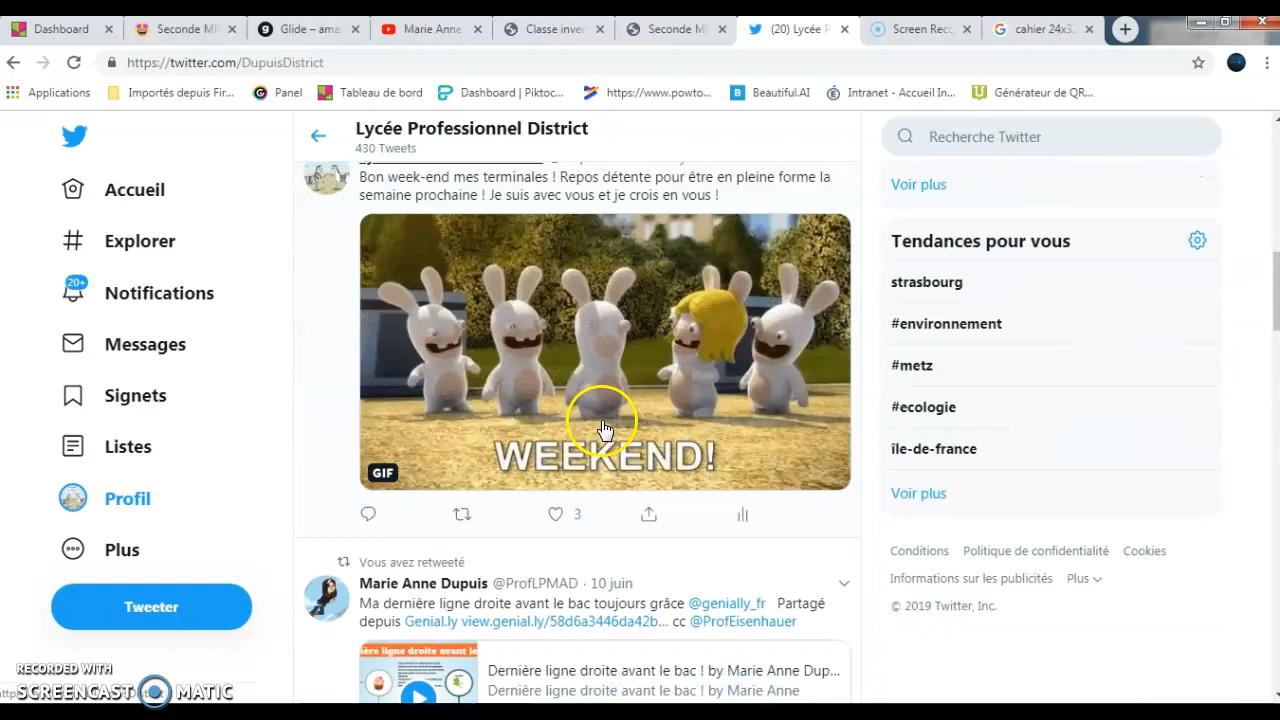 Dashboard
Seconde MR
Glide – ama
Marie Anne
Classe inver
Seconde MR
(20) Lycée P
Screen Reco
cahier 24x3
https://twitter.com/DupuisDistrict
Applications
Importés depuis Fir...
Panel
Tableau de bord
Dashboard | Piktoc...
https://www.powto...
Beautiful.AI
Intranet - Accueil In...
Générateur de QR...
Accueil
Explorer
20+
Notifications
Messages
Signets
Listes
Profil
Plus
Tweeter
RECORDED WITH
SCREENCAST MATIC
Lycée Professionnel District
430 Tweets
Bon week-end mes terminales ! Repos détente pour être en pleine forme la
semaine prochaine ! Je suis avec vous et je crois en vous !
WEEKEND!
GIF
3
Vous avez retweeté
Marie Anne Dupuis @ProfLPMAD · 10 juin
Ma dernière ligne droite avant le bac toujours grâce @genially_fr Partagé
depuis Genial.ly view.genial.ly/58d6a3446da42b... cc @ProfEisenhauer
ère ligne droite avant le
Dernière ligne droite avant le bac ! by Marie Anne Dup...
Dernière ligne droite avant le bac ! by Marie Anne
Recherche Twitter
Voir plus
Tendances pour vous
strasbourg
#environnement
#metz
#ecologie
île-de-france
Voir plus
Conditions Politique de confidentialité Cookies
Informations sur les publicités Plus
© 2019 Twitter, Inc.